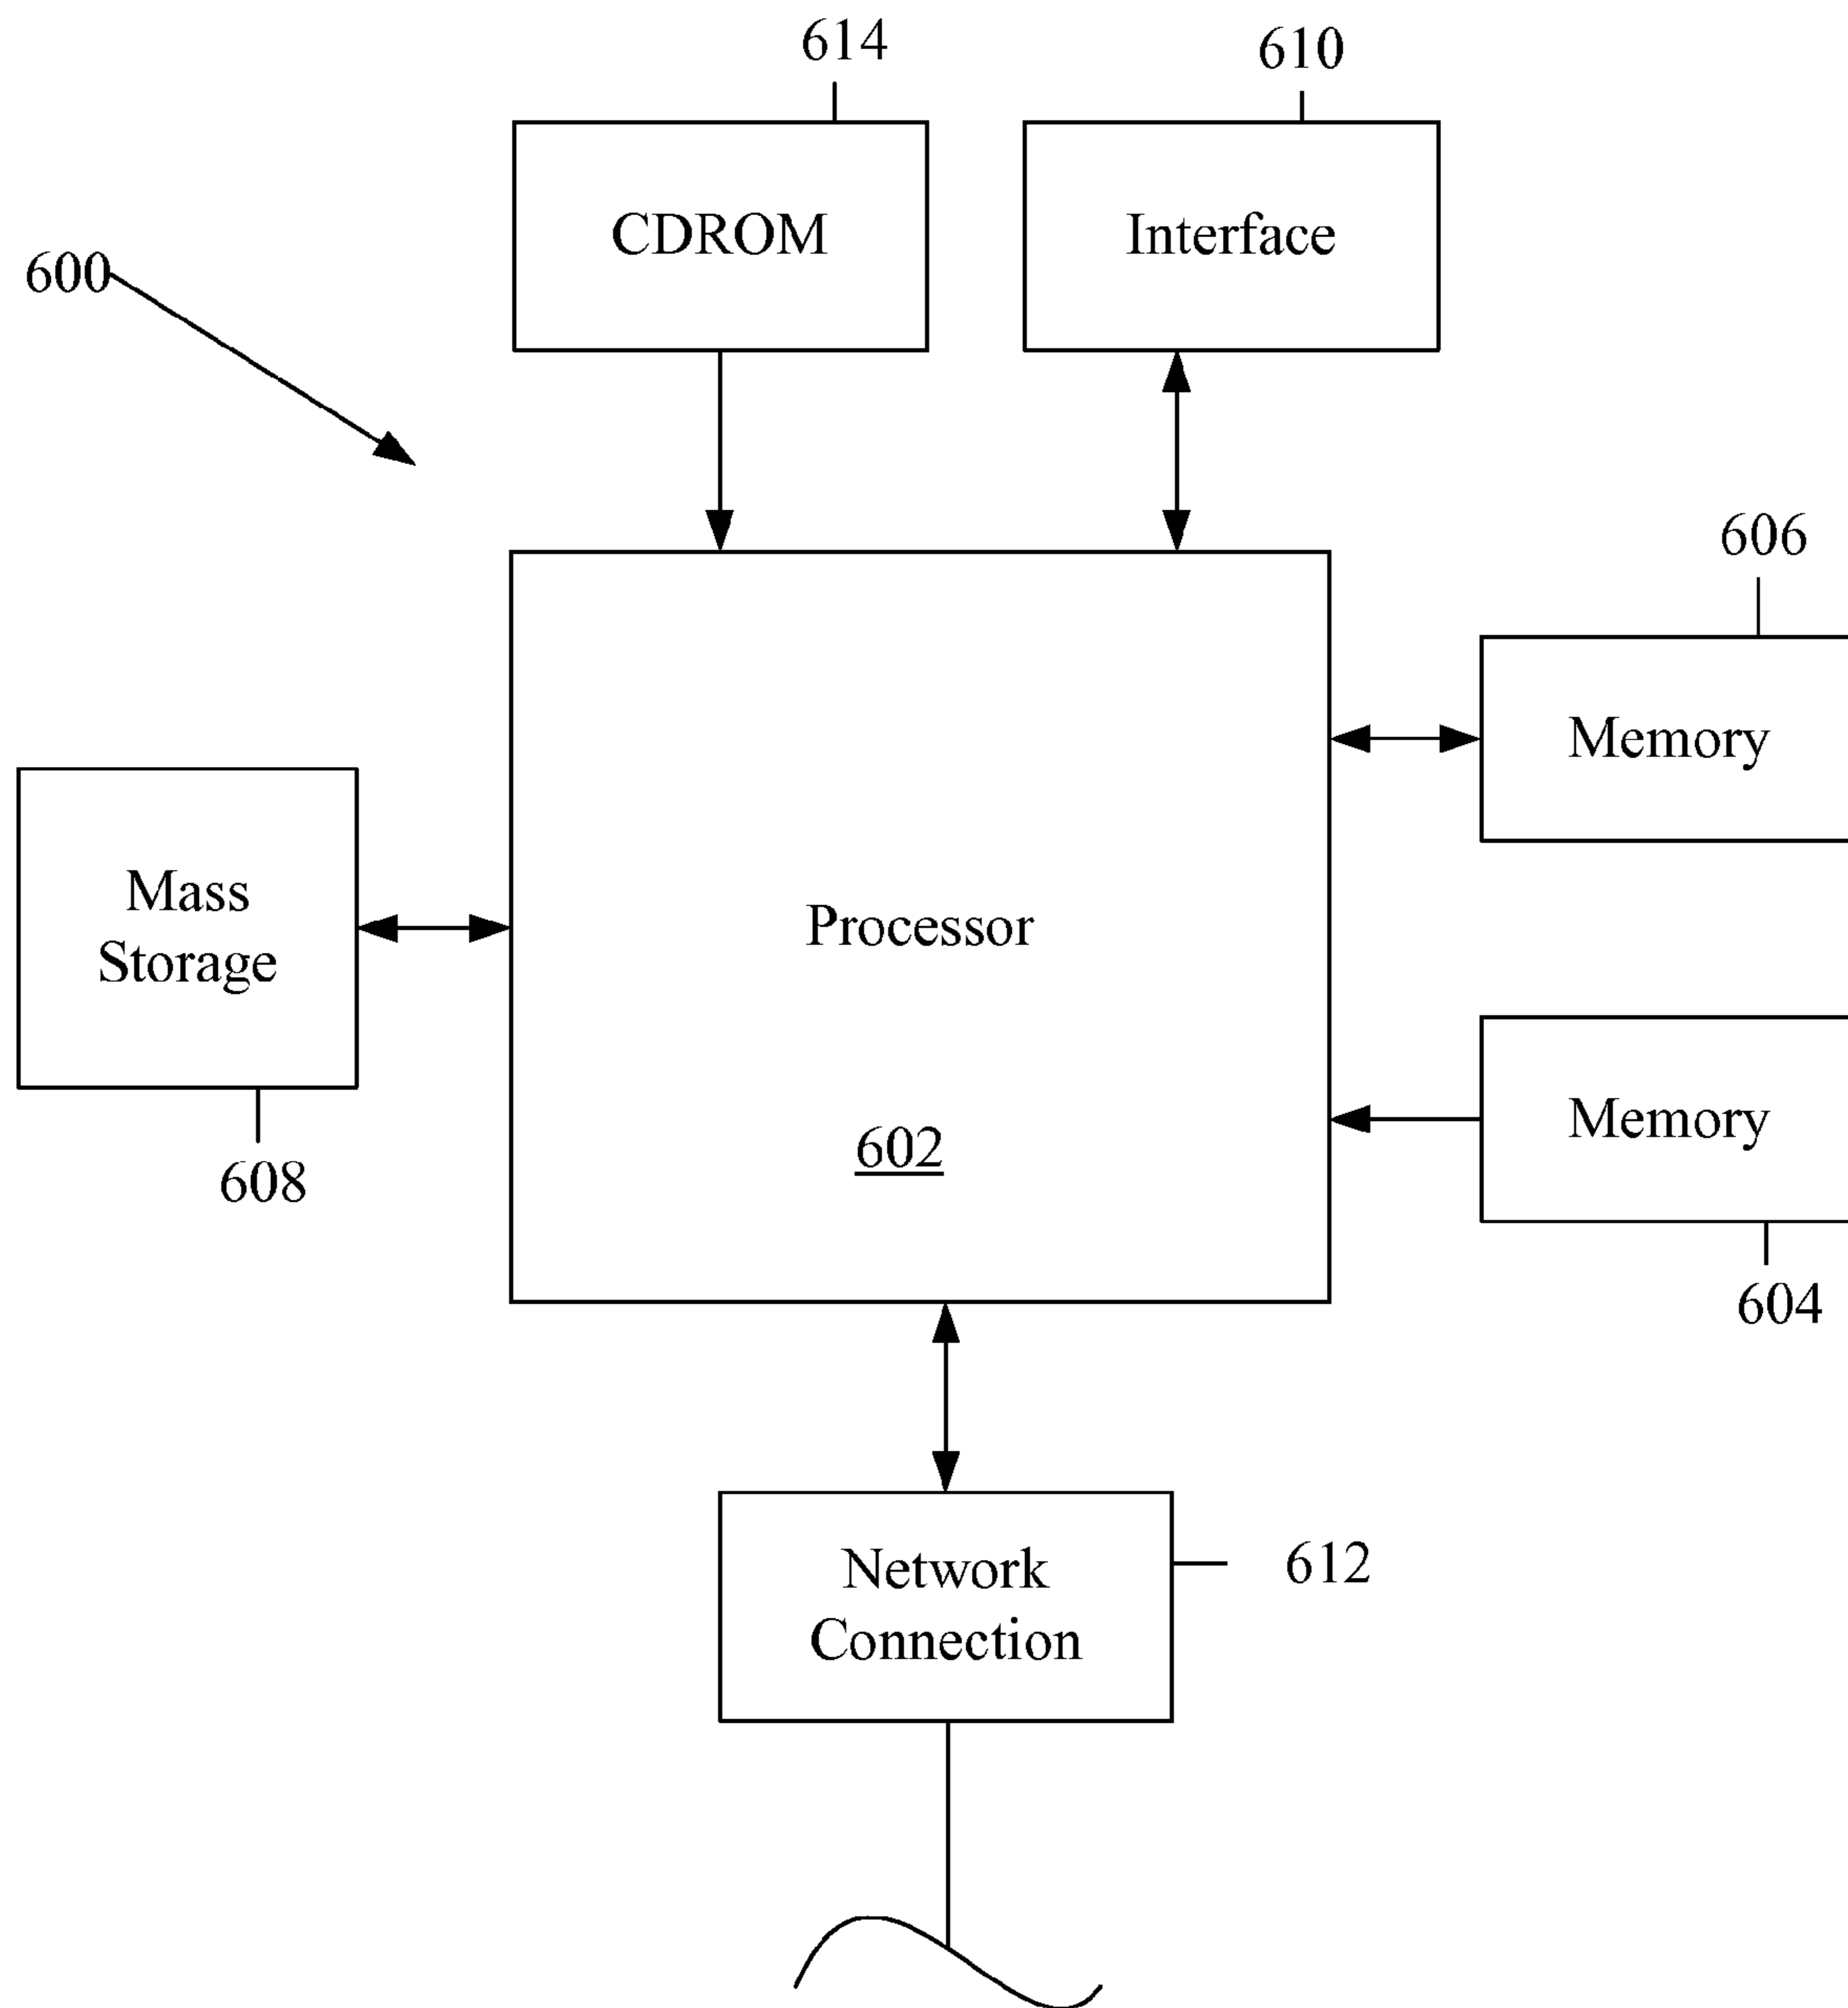 614
610
CDROM
Interface
600
606
Memory
Mass
Storage
Processor
Memory
602
608
604
Network
Connection
612